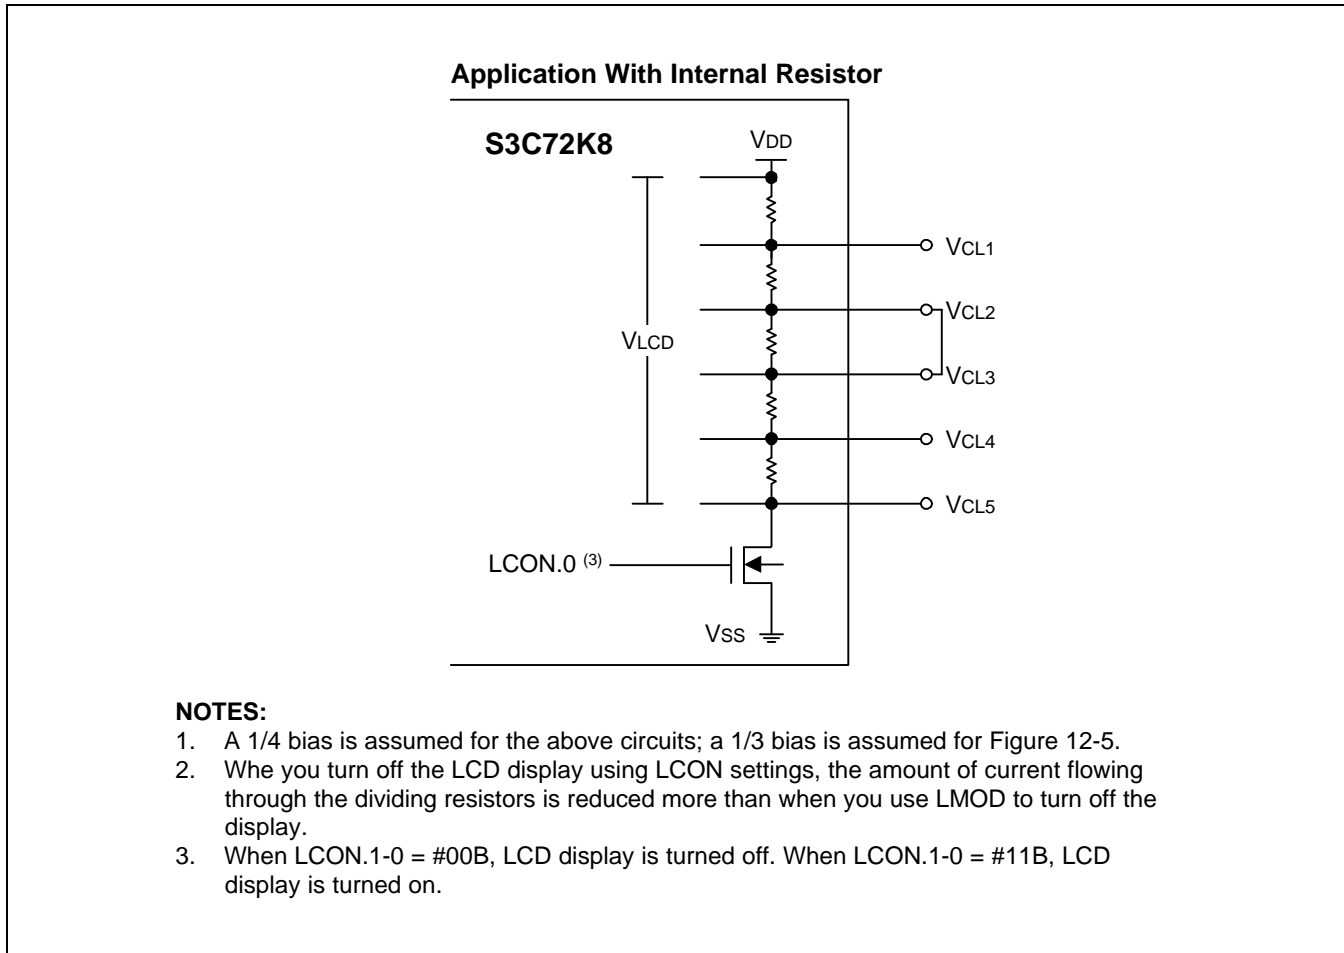 Application With Internal Resistor
S3C72K8
VDD
VCL1
VCL2
VLCD
VCL3
VCL4
VCL5
LCON.0 (3)
VSS
NOTES:
1. A 1/4 bias is assumed for the above circuits; a 1/3 bias is assumed for Figure 12-5.
2. Whe you turn off the LCD display using LCON settings, the amount of current flowing
through the dividing resistors is reduced more than when you use LMOD to turn off the
display.
3. When LCON.1-0 = #00B, LCD display is turned off. When LCON.1-0 = #11B, LCD
display is turned on.